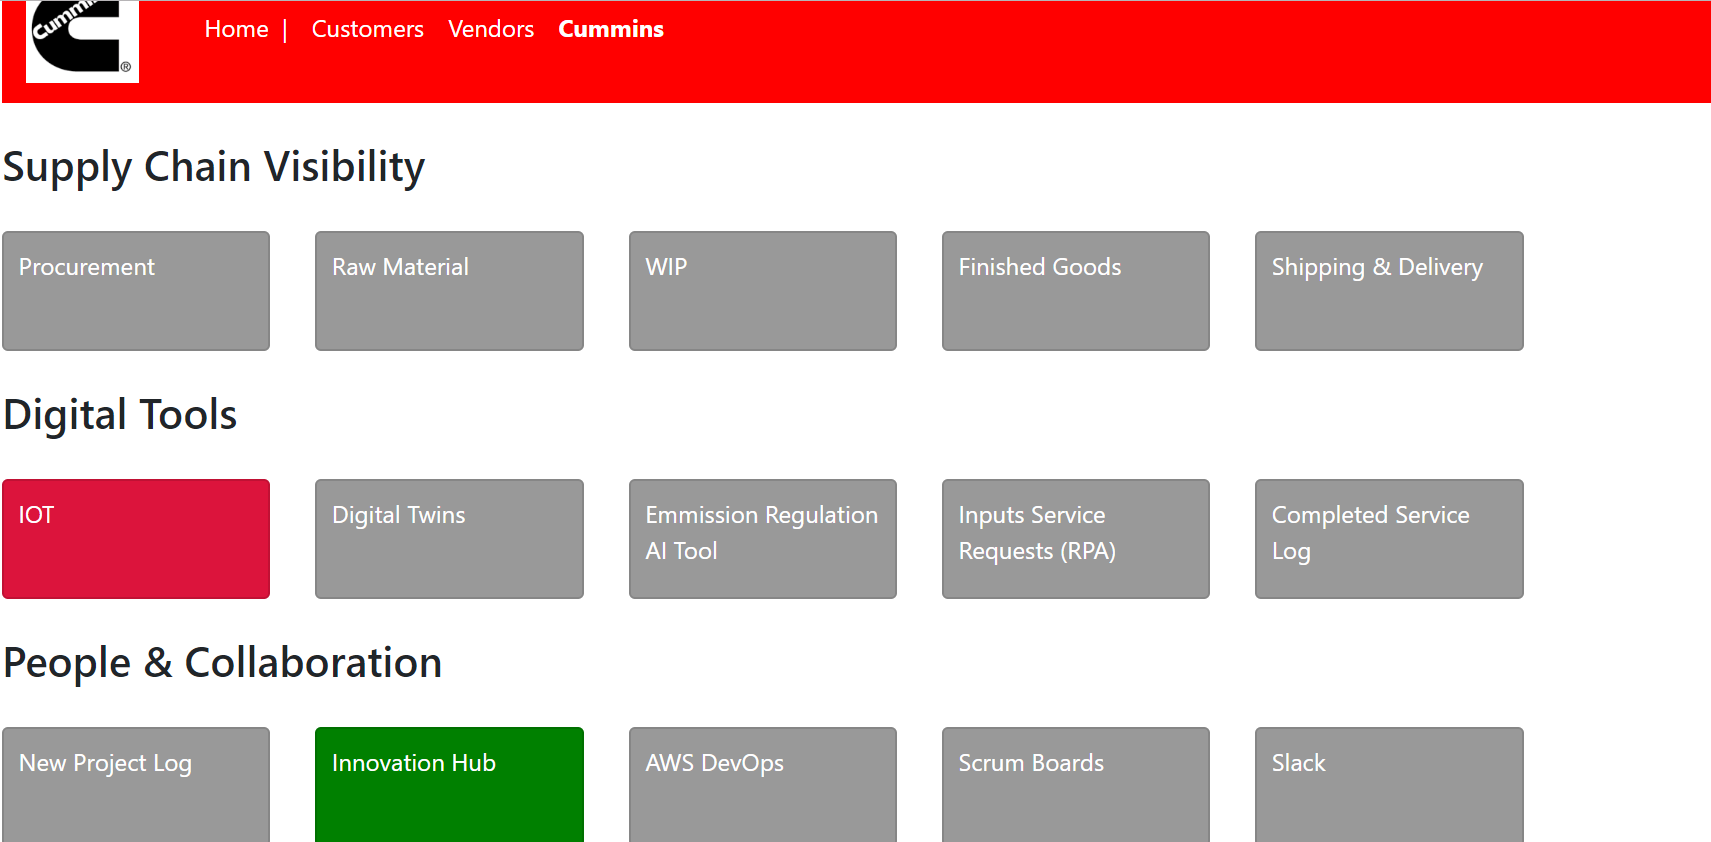 Cummins
®
Home | Customers Vendors Cummins
Supply Chain Visibility
Procurement
Raw Material
WIP
Finished Goods
Shipping & Delivery
Digital Tools
IOT
Digital Twins
Emmission Regulation
AI Tool
Inputs Service
Requests (RPA)
Completed Service
Log
People & Collaboration
New Project Log
Innovation Hub
AWS DevOps
Scrum Boards
Slack